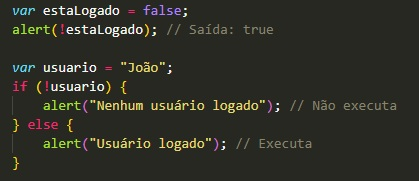 var estaLogado = false;
alert(!estaLogado); // Saída: true
var usuario = "João";
if (!usuario) {
    alert("Nenhum usuário logado"); // Não executa
} else {
    alert("Usuário logado"); // Executa
}